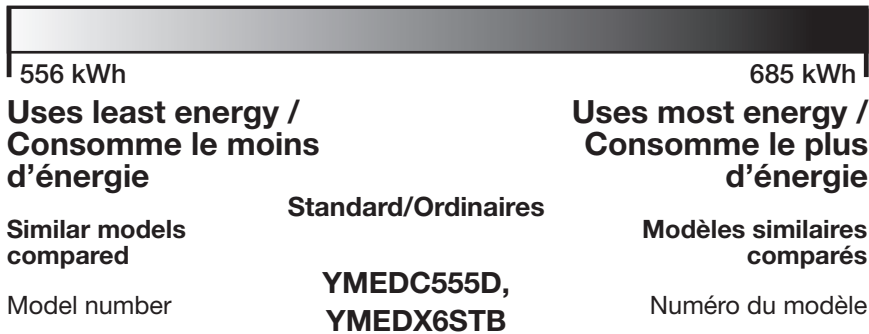 556 kWh
685 kWh
Uses least energy /
Consomme le moins
d'énergie
Uses most energy /
Consomme le plus
d'énergie
Standard/Ordinaires
Similar models
compared
Modèles similaires
comparés
Model number
YMEDC555D,
YMEDX6STB
Numéro du modèle